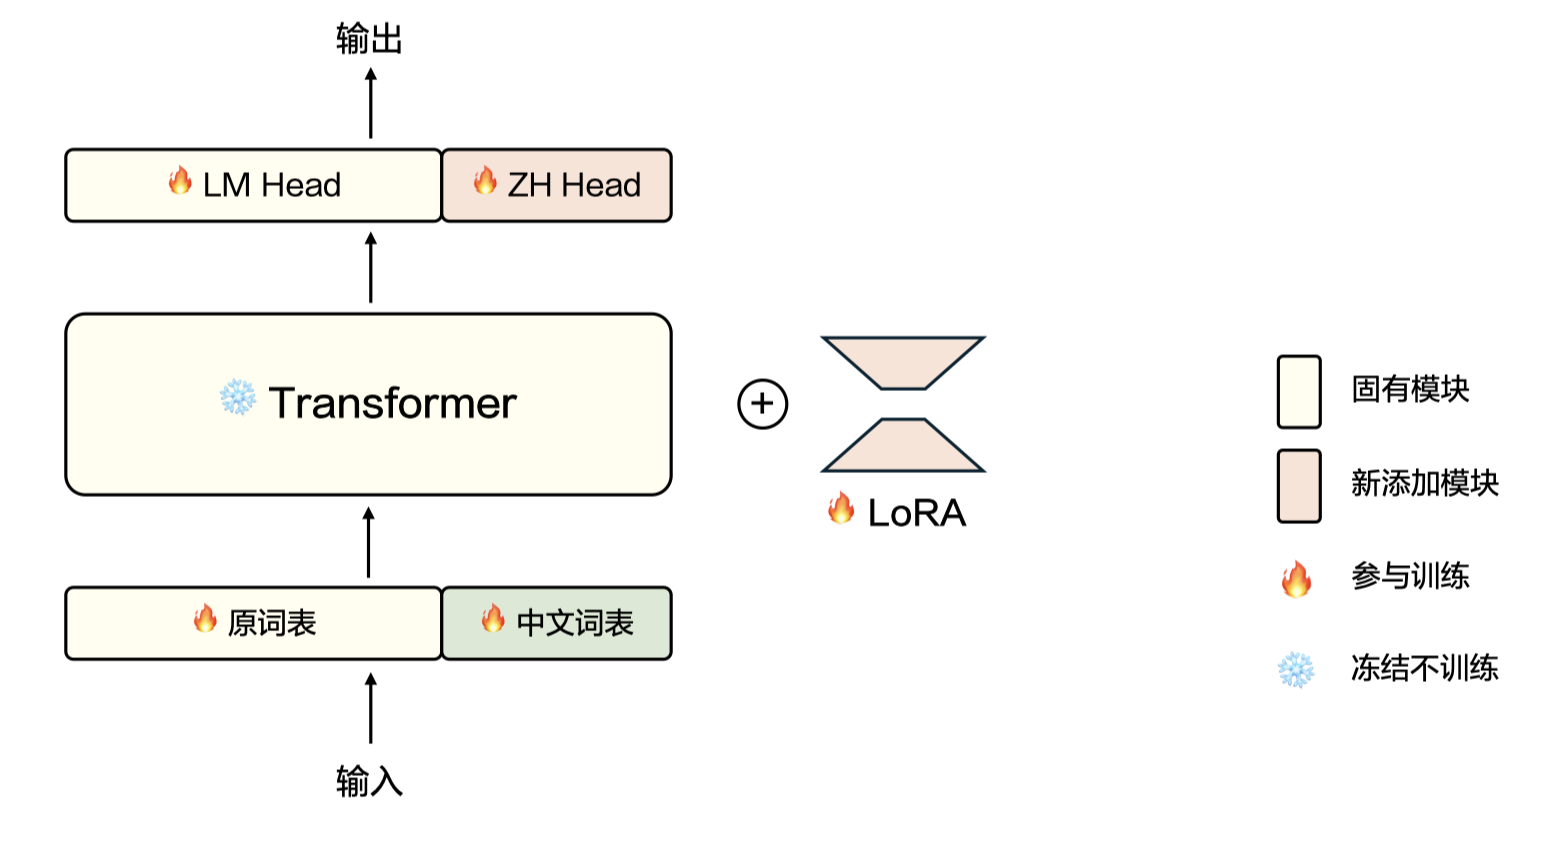 输出
LM Head
ZH Head
Transformer
LoRA
原词表
中文词表
输入
固有模块
新添加模块
参与训练
冻结不训练